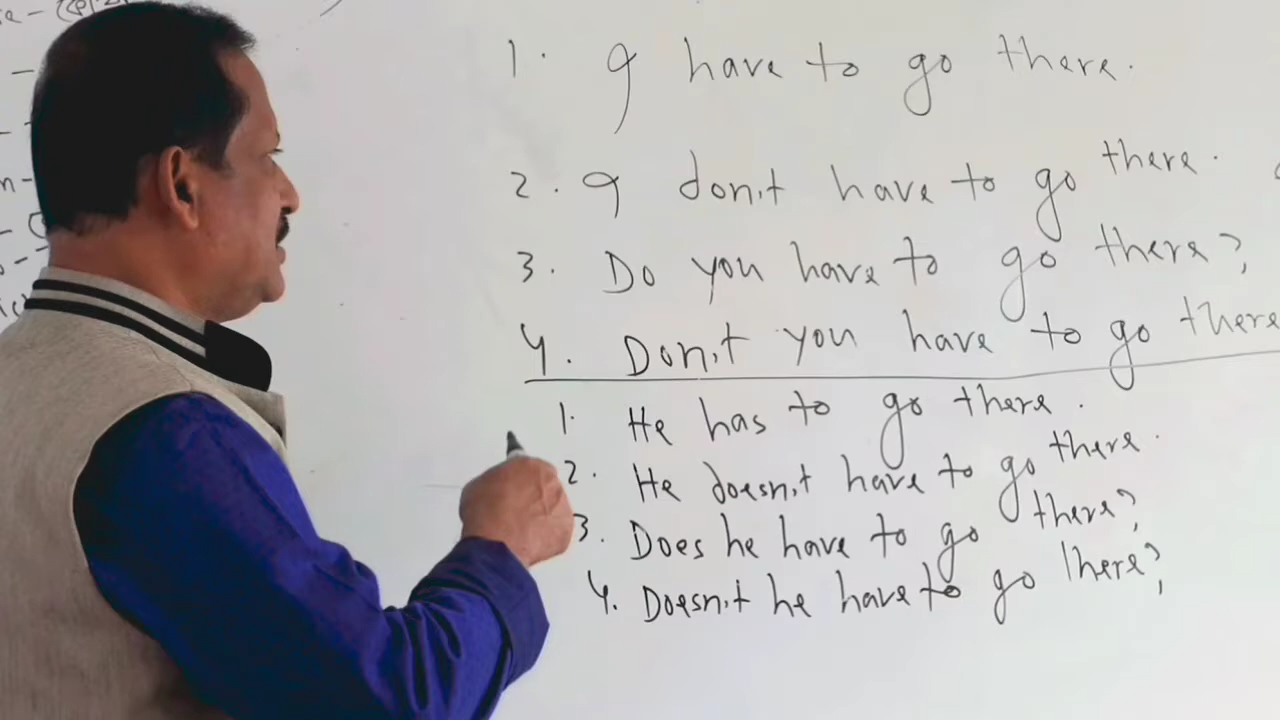 1. I have to go there.
2. I don't have to go there.
3. Do you have to go there?
4. Don't you have to go there
1. He has to go there.
2. He doesn't have to go there.
3. Does he have to go there?
4. Doesn't he have to go there?